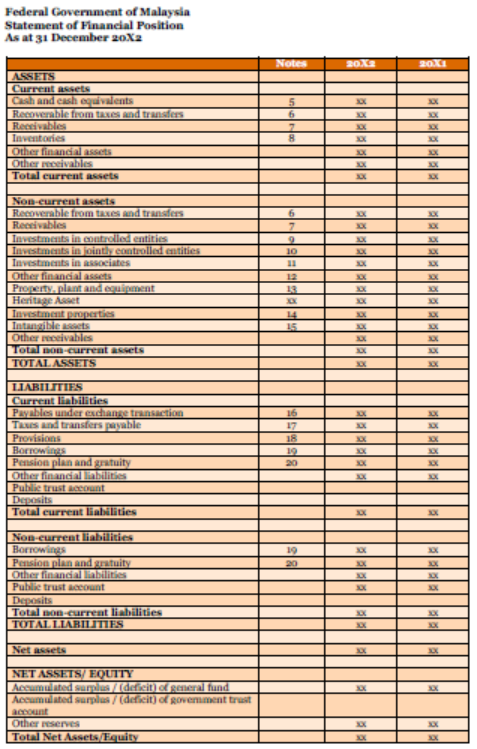 Federal Government of Malaysia
Statement of Financial Position
As at 31 December 20X2
Notes 20X2 20X1
ASSETS
Current assets
Cash and cash equivalents 5 xx xx
Recoverable from taxes and transfers 6 xx xx
Receivables 7 xx xx
Inventories 8 xx xx
Other financial assets xx xx
Other receivables xx xx
Total current assets xx xx
Non-current assets
Recoverable from taxes and transfers 6 xx xx
Receivables 7 xx xx
Investments in controlled entities 9 xx xx
Investments in jointly controlled entities 10 xx xx
Investments in associates 11 xx xx
Other financial assets 12 xx xx
Property, plant and equipment 13 xx xx
Heritage Asset xx xx xx
Investment properties 14 xx xx
Intangible assets 15 xx xx
Other receivables xx xx
Total non-current assets xx xx
TOTAL ASSETS xx xx
LIABILITIES
Current liabilities
Payables under exchange transaction 16 xx xx
Taxes and transfers payable 17 xx xx
Provisions 18 xx xx
Borrowings 19 xx xx
Pension plan and gratuity 20 xx xx
Other financial liabilities xx xx
Public trust account
Deposits
Total current liabilities xx xx
Non-current liabilities
Borrowings 19 xx xx
Pension plan and gratuity 20 xx xx
Other financial liabilities xx xx
Public trust account xx xx
Deposits
Total non-current liabilities xx xx
TOTAL LIABILITIES xx xx
Net assets xx xx
NET ASSETS/ EQUITY
Accumulated surplus / (deficit) of general fund xx xx
Accumulated surplus / (deficit) of government trust
account
Other reserves xx xx
Total Net Assets/Equity xx xx